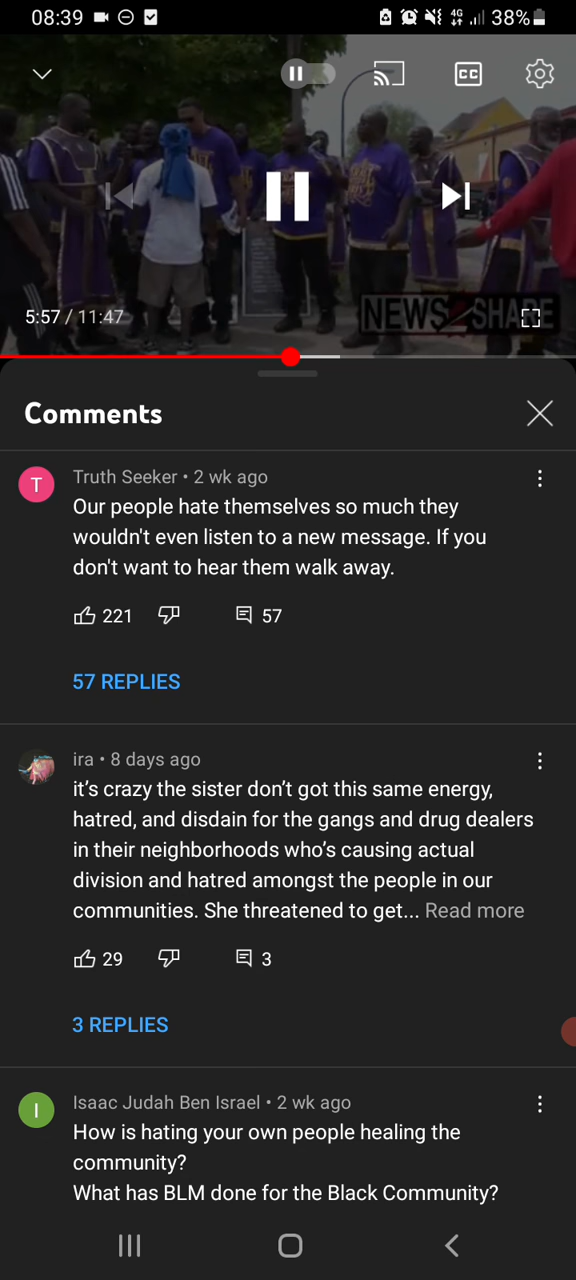 08:39
4G 38%
CC
5:57 / 11:47
NEWS2SHARE
Comments
T
Truth Seeker • 2 wk ago
Our people hate themselves so much they
wouldn't even listen to a new message. If you
don't want to hear them walk away.
221 57
57 REPLIES
ira • 8 days ago
it’s crazy the sister don’t got this same energy,
hatred, and disdain for the gangs and drug dealers
in their neighborhoods who’s causing actual
division and hatred amongst the people in our
communities. She threatened to get... Read more
29 3
3 REPLIES
I
Isaac Judah Ben Israel • 2 wk ago
How is hating your own people healing the
community?
What has BLM done for the Black Community?